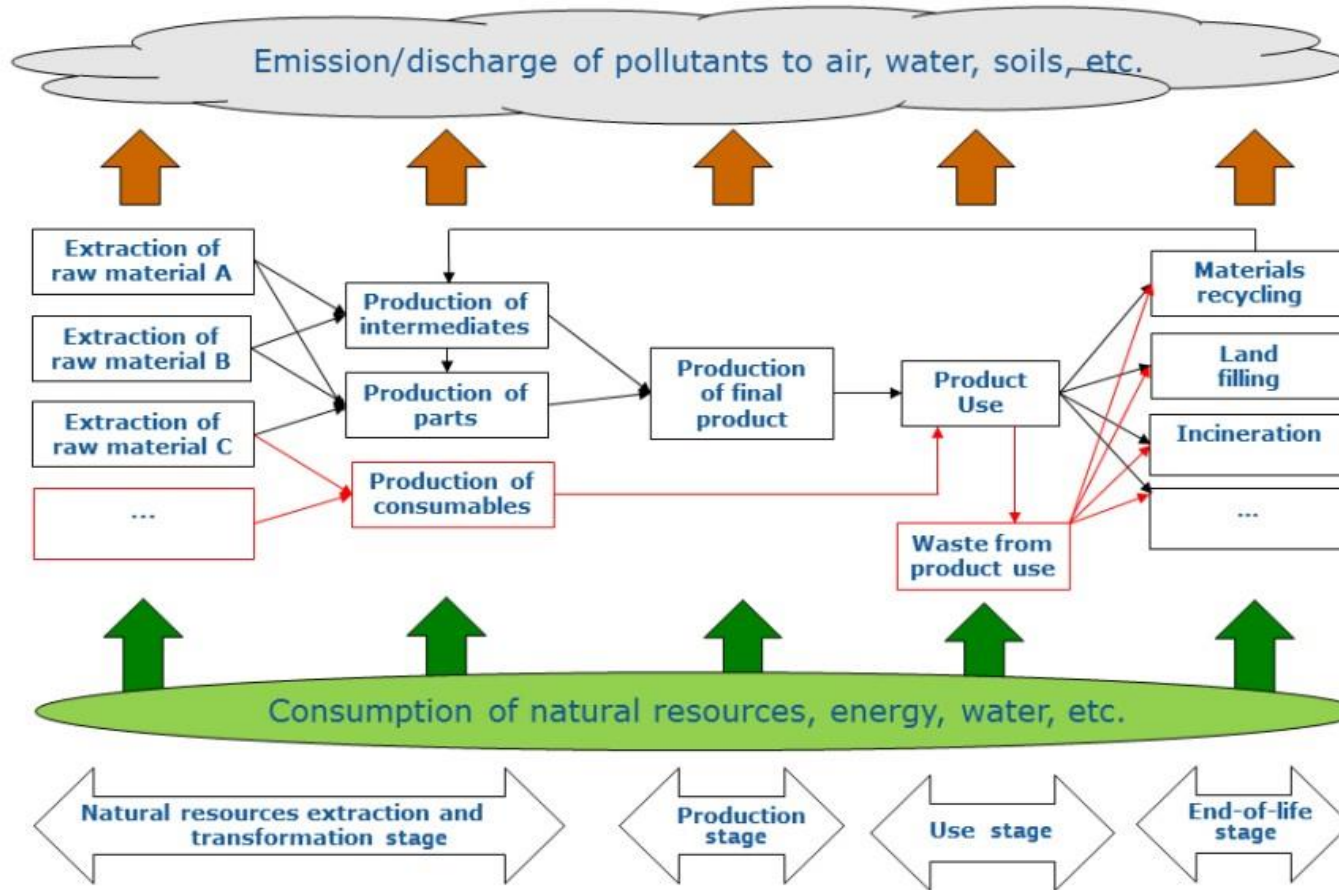 Emission/discharge of pollutants to air, water, soils, etc.
Extraction of
raw material A
Extraction of
raw material B
Extraction of
raw material C
...
Production of
intermediates
Production of
parts
Production of
consumables
Production
of final
product
Product
Use
Waste from
product use
Materials
recycling
Land
filling
Incineration
...
Consumption of natural resources, energy, water, etc.
Natural resources extraction and
transformation stage
Production
stage
Use stage
End-of-life
stage